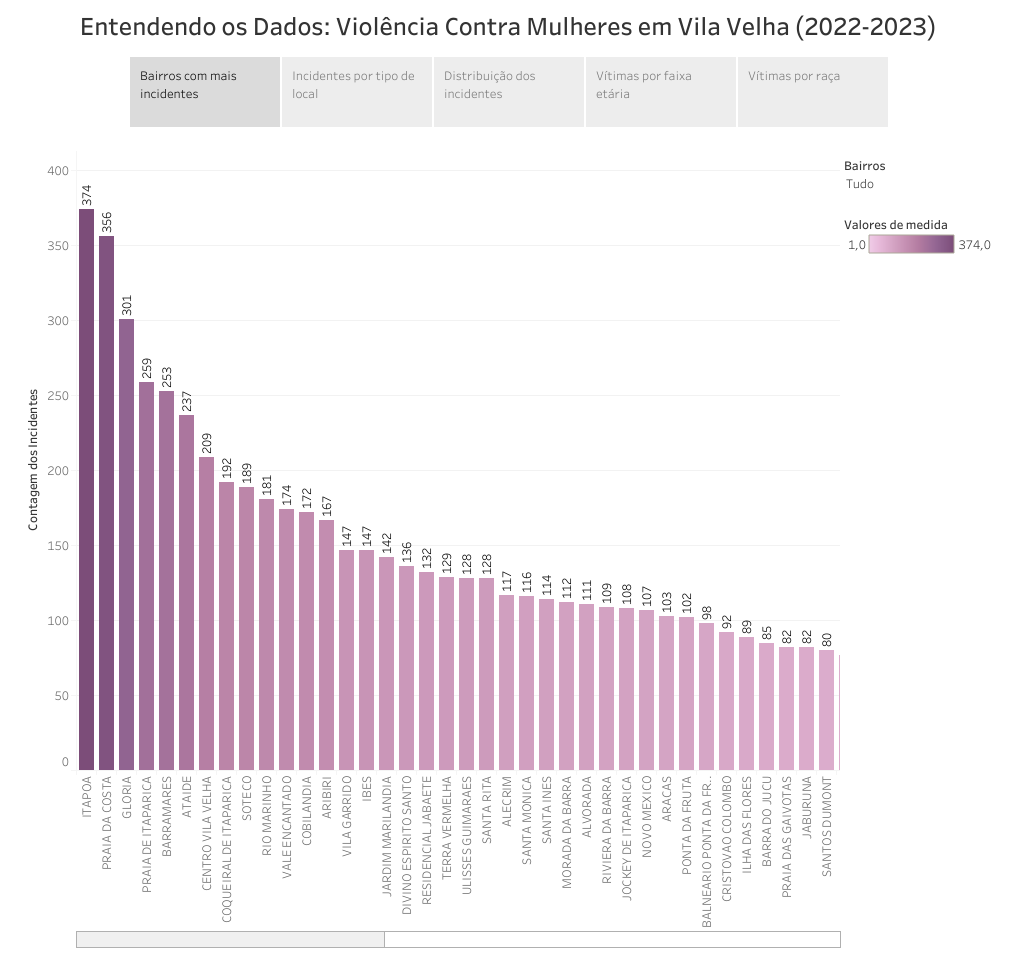 Entendendo os Dados: Violência Contra Mulheres em Vila Velha (2022-2023)
Bairros com mais
incidentes
Incidentes por tipo de
local
Distribuição dos
incidentes
Vítimas por faixa
etária
Vítimas por raça
Bairros
Tudo
Valores de medida
1,0
374,0
Contagem dos Incidentes
400
350
300
250
200
150
100
50
0
374
356
301
259
253
237
209
192
189
181
174
172
167
147
147
142
136
132
129
128
128
117
116
114
112
111
109
108
107
103
102
98
92
89
85
82
82
80
ITAPOA
PRAIA DA COSTA
GLORIA
PRAIA DE ITAPARICA
BARRAMARES
ATAIDE
CENTRO VILA VELHA
COQUEIRAL DE ITAPARICA
SOTECO
RIO MARINHO
VALE ENCANTADO
COBILANDIA
ARIBIRI
VILA GARRIDO
IBES
JARDIM MARILANDIA
DIVINO ESPIRITO SANTO
RESIDENCIAL JABAETE
TERRA VERMELHA
ULISSES GUIMARAES
SANTA RITA
ALECRIM
SANTA MONICA
SANTA INES
MORADA DA BARRA
ALVORADA
RIVIERA DA BARRA
JOCKEY DE ITAPARICA
NOVO MEXICO
ARACAS
PONTA DA FRUTA
BALNEARIO PONTA DA FR..
CRISTOVAO COLOMBO
ILHA DAS FLORES
BARRA DO JUCU
PRAIA DAS GAIVOTAS
JABURUNA
SANTOS DUMONT